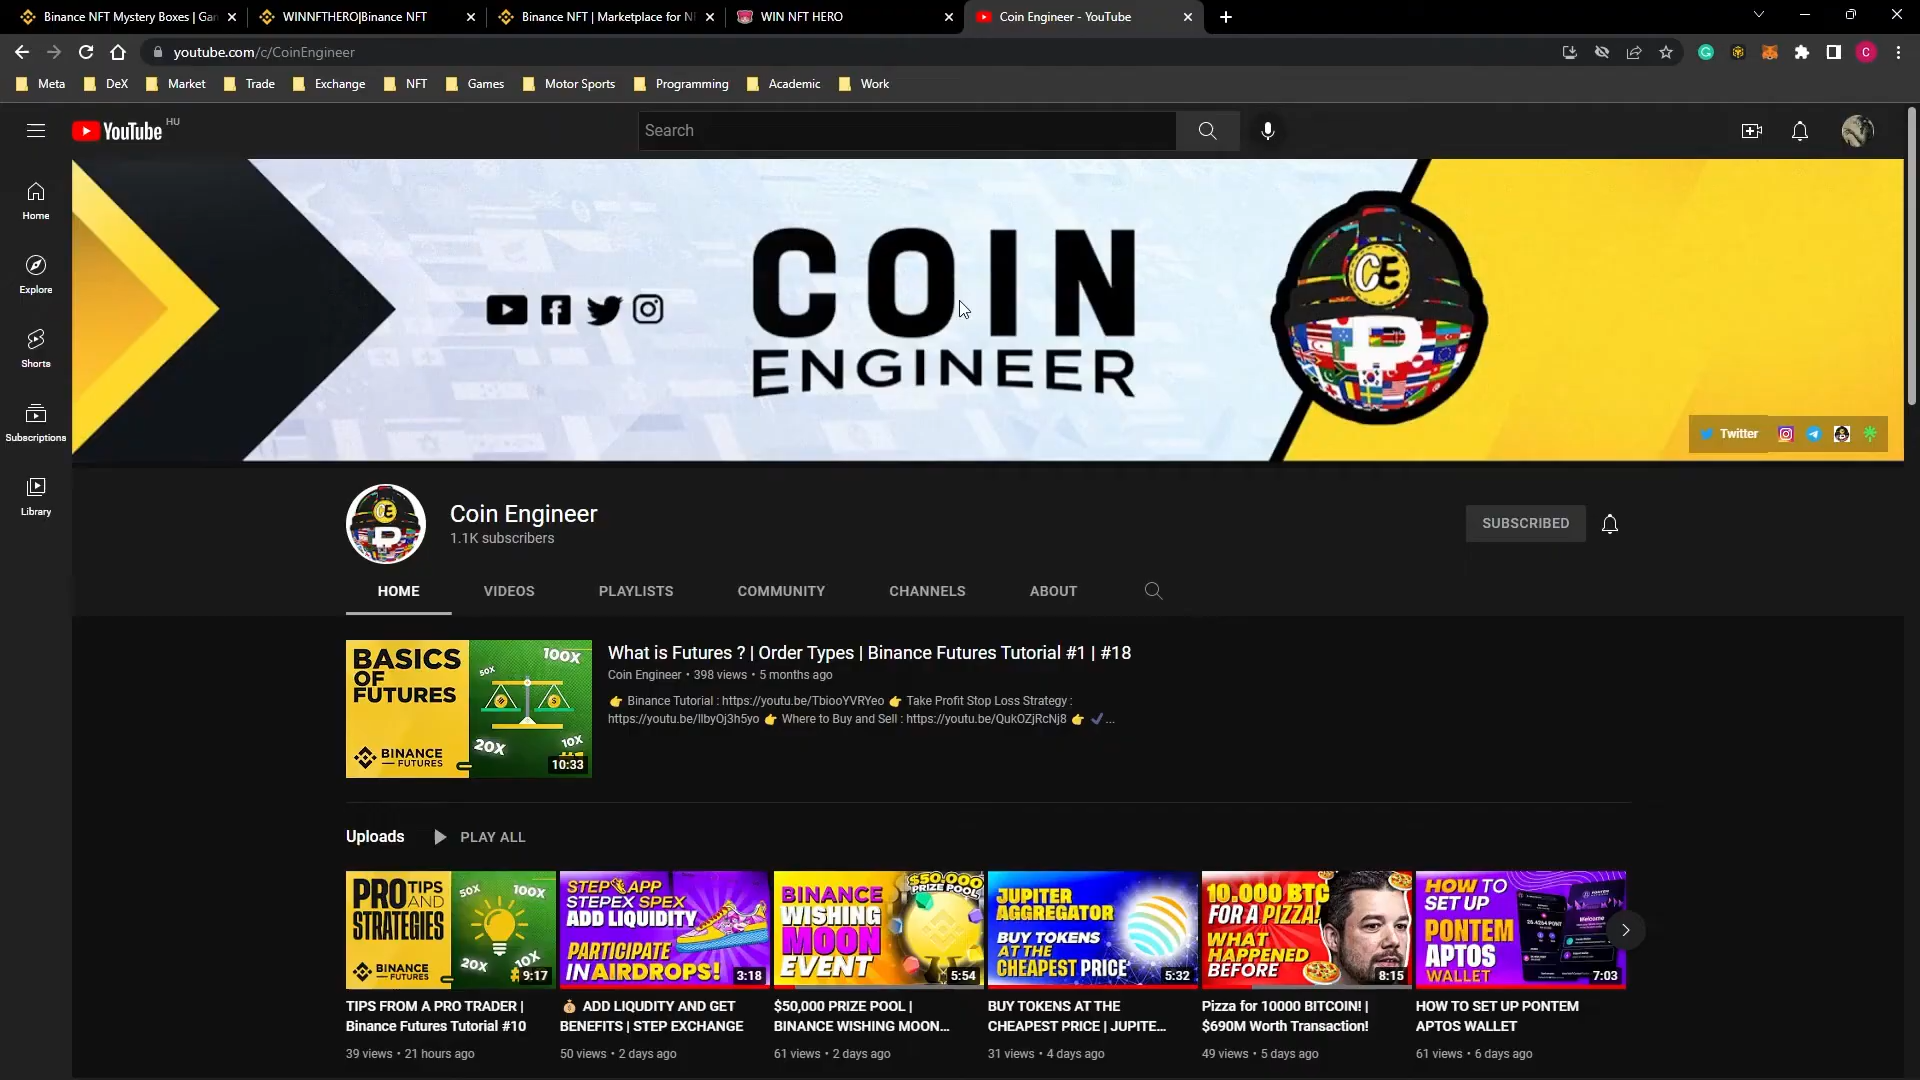 Binance NFT Mystery Boxes | Gam
WINNFTHERO|Binance NFT
Binance NFT | Marketplace for NF
WIN NFT HERO
Coin Engineer - YouTube
youtube.com/c/CoinEngineer
C
Meta
DeX
Market
Trade
Exchange
NFT
Games
Motor Sports
Programming
Academic
Work
YouTube HU
Search
Home
Explore
Shorts
Subscriptions
Library
COIN
ENGINEER
CE
Twitter
Coin Engineer
1.1K subscribers
SUBSCRIBED
HOME
VIDEOS
PLAYLISTS
COMMUNITY
CHANNELS
ABOUT
BASICS
OF
FUTURES
50X
100X
20X
10X
BINANCE
FUTURES
10:33
What is Futures ? | Order Types | Binance Futures Tutorial #1 | #18
Coin Engineer • 398 views • 5 months ago
👉 Binance Tutorial : https://youtu.be/TbiooYVRYeo 👉 Take Profit Stop Loss Strategy :
https://youtu.be/IlbyOj3h5yo 👉 Where to Buy and Sell : https://youtu.be/QukOZjRcNj8 👉 ✔...
Uploads
PLAY ALL
PRO TIPS
AND
STRATEGIES
50X
100X
20X
10X
BINANCE
FUTURES
9:17
TIPS FROM A PRO TRADER |
Binance Futures Tutorial #10
39 views • 21 hours ago
STEP APP
STEPEX SPEX
ADD LIQUIDITY
PARTICIPATE
IN AIRDROPS!
3:18
💰 ADD LIQUDITY AND GET
BENEFITS | STEP EXCHANGE
50 views • 2 days ago
$50,000
PRIZE POOL
BINANCE
WISHING
MOON
EVENT
5:54
$50,000 PRIZE POOL |
BINANCE WISHING MOON...
61 views • 2 days ago
JUPITER
AGGREGATOR
BUY TOKENS
AT THE
CHEAPEST PRICE
5:32
BUY TOKENS AT THE
CHEAPEST PRICE | JUPITE...
31 views • 4 days ago
10.000 BTC
FOR A PIZZA!
WHAT
HAPPENED
BEFORE
8:15
Pizza for 10000 BITCOIN! |
$690M Worth Transaction!
49 views • 5 days ago
HOW TO
SET UP
PONTEM
APTOS
WALLET
Welcome
7:03
HOW TO SET UP PONTEM
APTOS WALLET
61 views • 6 days ago